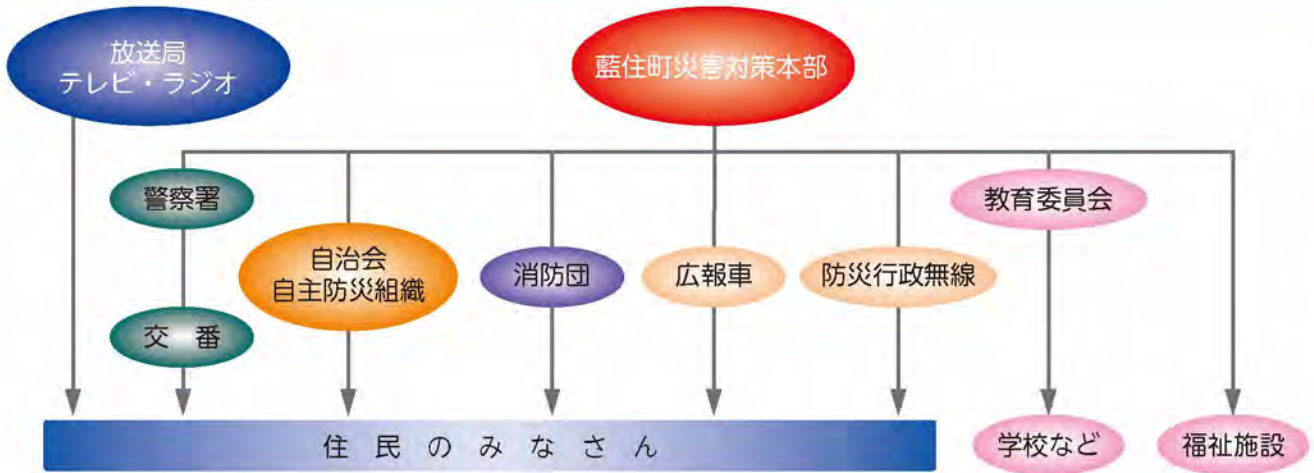 放送局
テレビ・ラジオ
藍住町災害対策本部
警察署
教育委員会
自治会
自主防災組織
消防団
広報車
防災行政無線
交　番
住 民 の み な さ ん
学校など
福祉施設